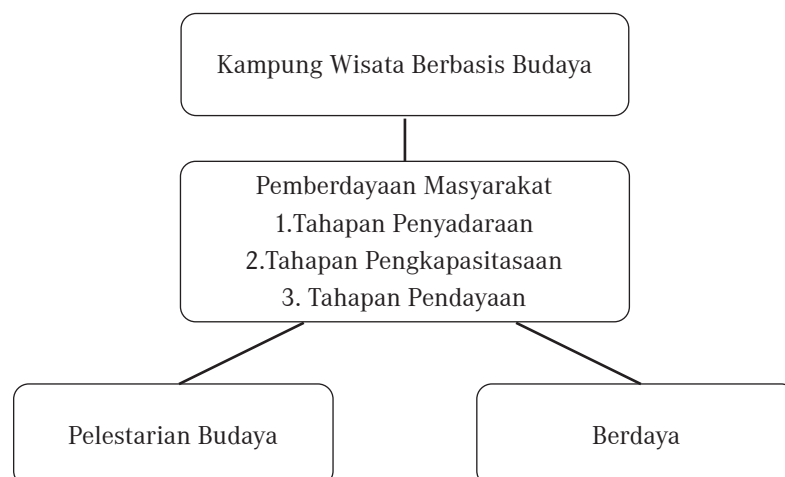 Kampung Wisata Berbasis Budaya
Pemberdayaan Masyarakat
1.Tahapan Penyadaraan
2.Tahapan Pengkapasitasaan
3. Tahapan Pendayaan
Pelestarian Budaya
Berdaya